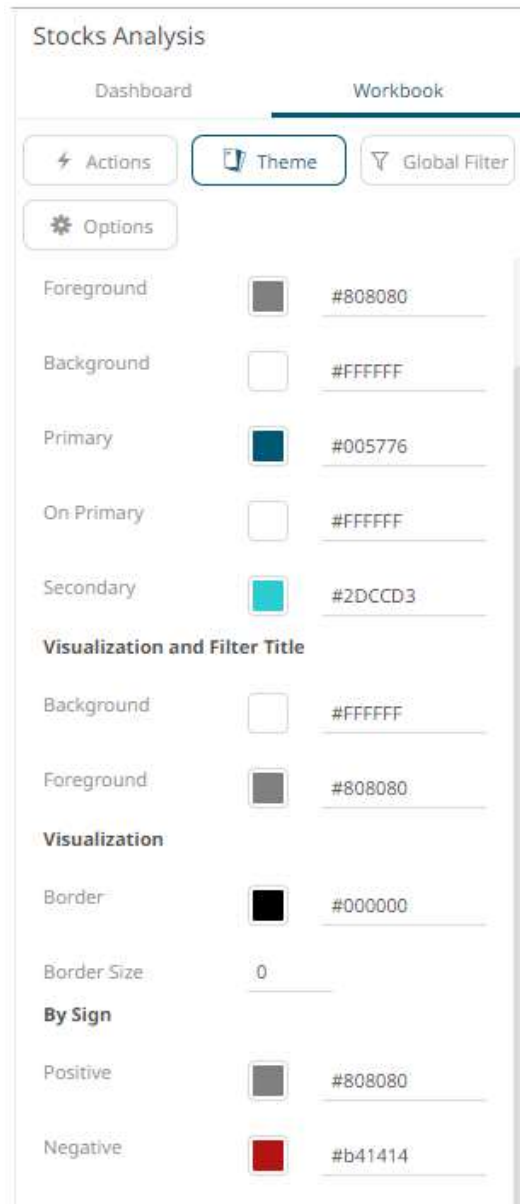 Stocks Analysis
Dashboard Workbook
Actions Theme Global Filter
Options
Foreground #808080
Background #FFFFFF
Primary #005776
On Primary #FFFFFF
Secondary #2DCCD3
Visualization and Filter Title
Background #FFFFFF
Foreground #808080
Visualization
Border #000000
Border Size 0
By Sign
Positive #808080
Negative #b41414